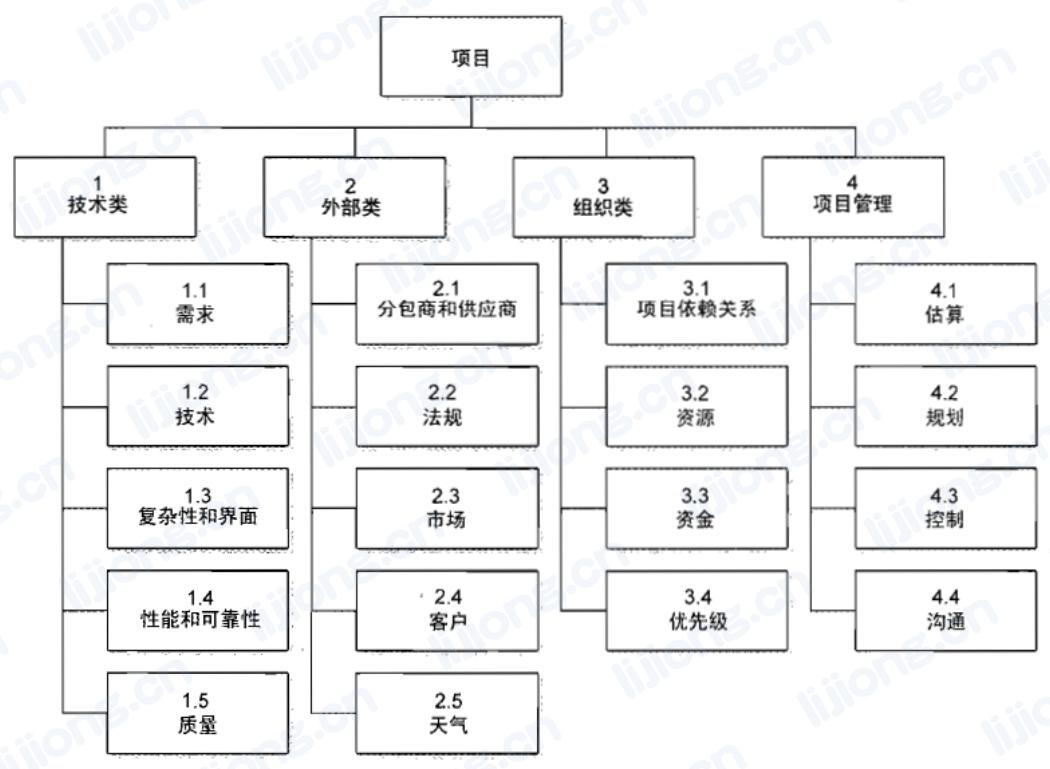 项目
1
技术类
2
外部类
3
组织类
4
项目管理
1.1
需求
2.1
分包商和供应商
3.1
项目依赖关系
4.1
估算
1.2
技术
2.2
法规
3.2
资源
4.2
规划
1.3
复杂性和界面
2.3
市场
3.3
资金
4.3
控制
1.4
性能和可靠性
2.4
客户
3.4
优先级
4.4
沟通
1.5
质量
2.5
天气
lijiong.cn